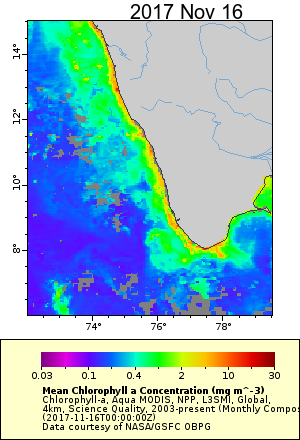 2017 Nov 16
14°
12°
10°
8°
74°
76°
78°
0.03
0.1
0.4
2
10
30
Mean Chlorophyll a Concentration (mg m^-3)
Chlorophyll-a, Aqua MODIS, NPP, L3SMI, Global,
4km, Science Quality, 2003-present (Monthly Compos
(2017-11-16T00:00:00Z)
Data courtesy of NASA/GSFC OBPG